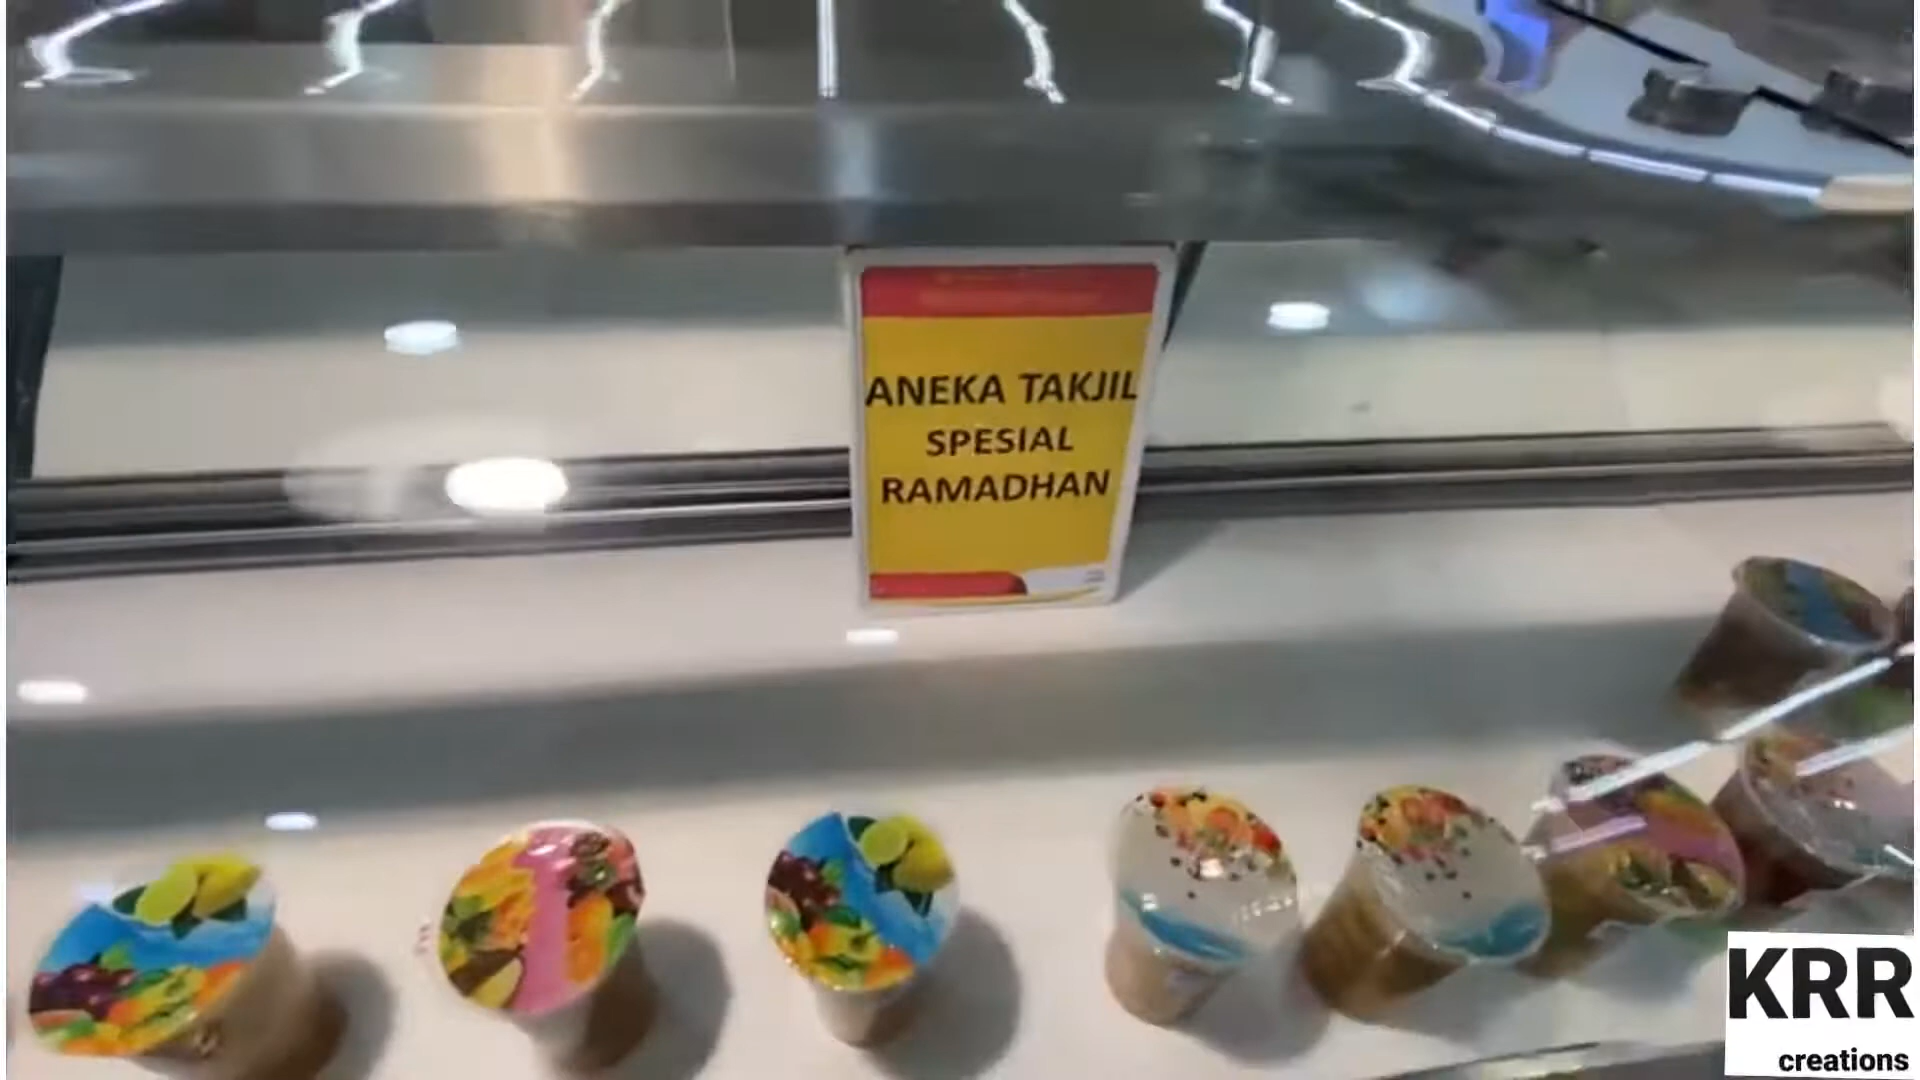 ANEKA TAKJIL
SPESIAL
RAMADHAN
KRR
creations